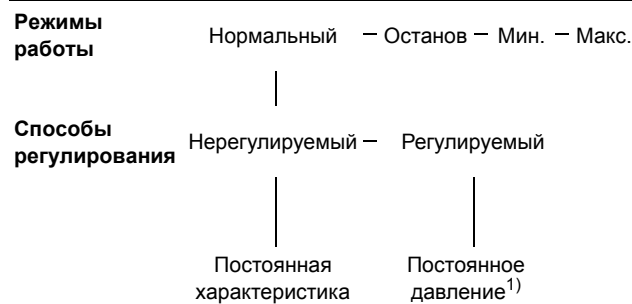 Режимы
работы
Нормальный – Останов – Мин. – Макс.
Способы
регулирования
Нерегулируемый – Регулируемый
Постоянная
характеристика
Постоянное
давление1)